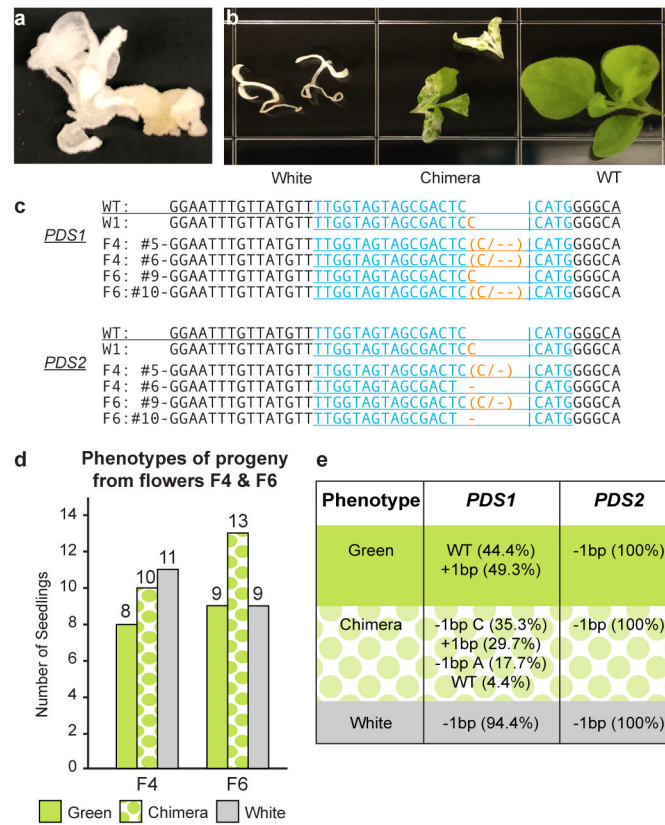 a
b
White Chimera WT
c
PDS1
WT: GGAATTTGTTATGTTTTGGTAGTAGCGACTC |CATGGGGCA
W1: GGAATTTGTTATGTTTTGGTAGTAGCGACTCC |CATGGGGCA
F4: #5-GGAATTTGTTATGTTTTGGTAGTAGCGACTC(C/--)|CATGGGGCA
F4: #6-GGAATTTGTTATGTTTTGGTAGTAGCGACTC(C/--)|CATGGGGCA
F6: #9-GGAATTTGTTATGTTTTGGTAGTAGCGACTCC |CATGGGGCA
F6:#10-GGAATTTGTTATGTTTTGGTAGTAGCGACTC(C/--)|CATGGGGCA
PDS2
WT: GGAATTTGTTATGTTTTGGTAGTAGCGACTC |CATGGGGCA
W1: GGAATTTGTTATGTTTTGGTAGTAGCGACTCC |CATGGGGCA
F4: #5-GGAATTTGTTATGTTTTGGTAGTAGCGACTC(C/-) |CATGGGGCA
F4: #6-GGAATTTGTTATGTTTTGGTAGTAGCGACT - |CATGGGGCA
F6: #9-GGAATTTGTTATGTTTTGGTAGTAGCGACTC(C/-) |CATGGGGCA
F6:#10-GGAATTTGTTATGTTTTGGTAGTAGCGACT - |CATGGGGCA
d
Phenotypes of progeny
from flowers F4 & F6
Number of Seedlings
14
12
10
8
6
4
2
0
8 10 11 9 13 9
F4 F6
Green Chimera White
e
Phenotype PDS1 PDS2
Green WT (44.4%) -1bp (100%)
+1bp (49.3%)
Chimera -1bp C (35.3%) -1bp (100%)
+1bp (29.7%)
-1bp A (17.7%)
WT (4.4%)
White -1bp (94.4%) -1bp (100%)